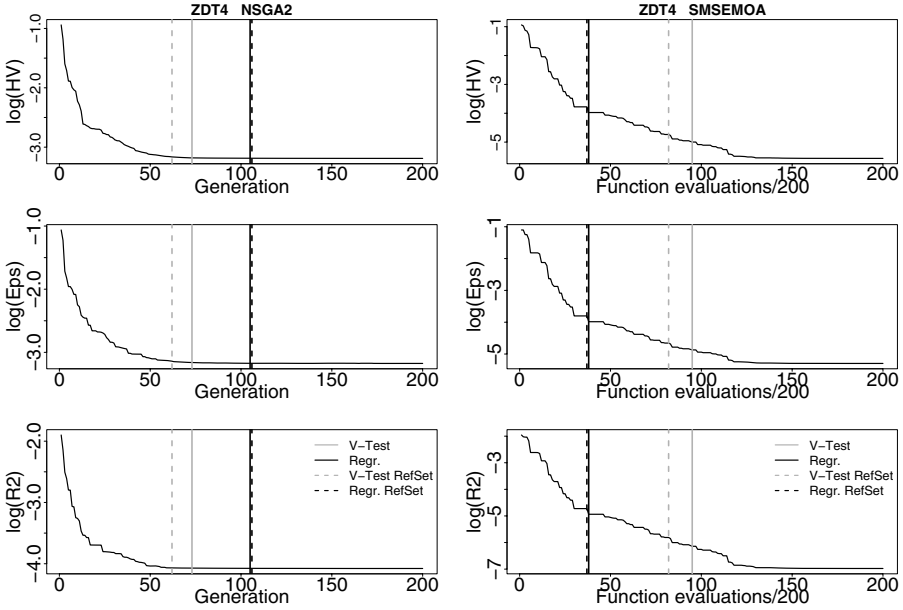 ZDT4 NSGA2
log(HV)
−1.0
−2.0
−3.0
0 50 100 150 200
Generation
ZDT4 SMSEMOA
log(HV)
−1
−3
−5
0 50 100 150 200
Function evaluations/200
log(Eps)
−1.0
−2.0
−3.0
0 50 100 150 200
Generation
log(Eps)
−1
−3
−5
0 50 100 150 200
Function evaluations/200
log(R2)
−2.0
−3.0
−4.0
V−Test
Regr.
V−Test RefSet
Regr. RefSet
0 50 100 150 200
Generation
log(R2)
−3
−5
−7
V−Test
Regr.
V−Test RefSet
Regr. RefSet
0 50 100 150 200
Function evaluations/200